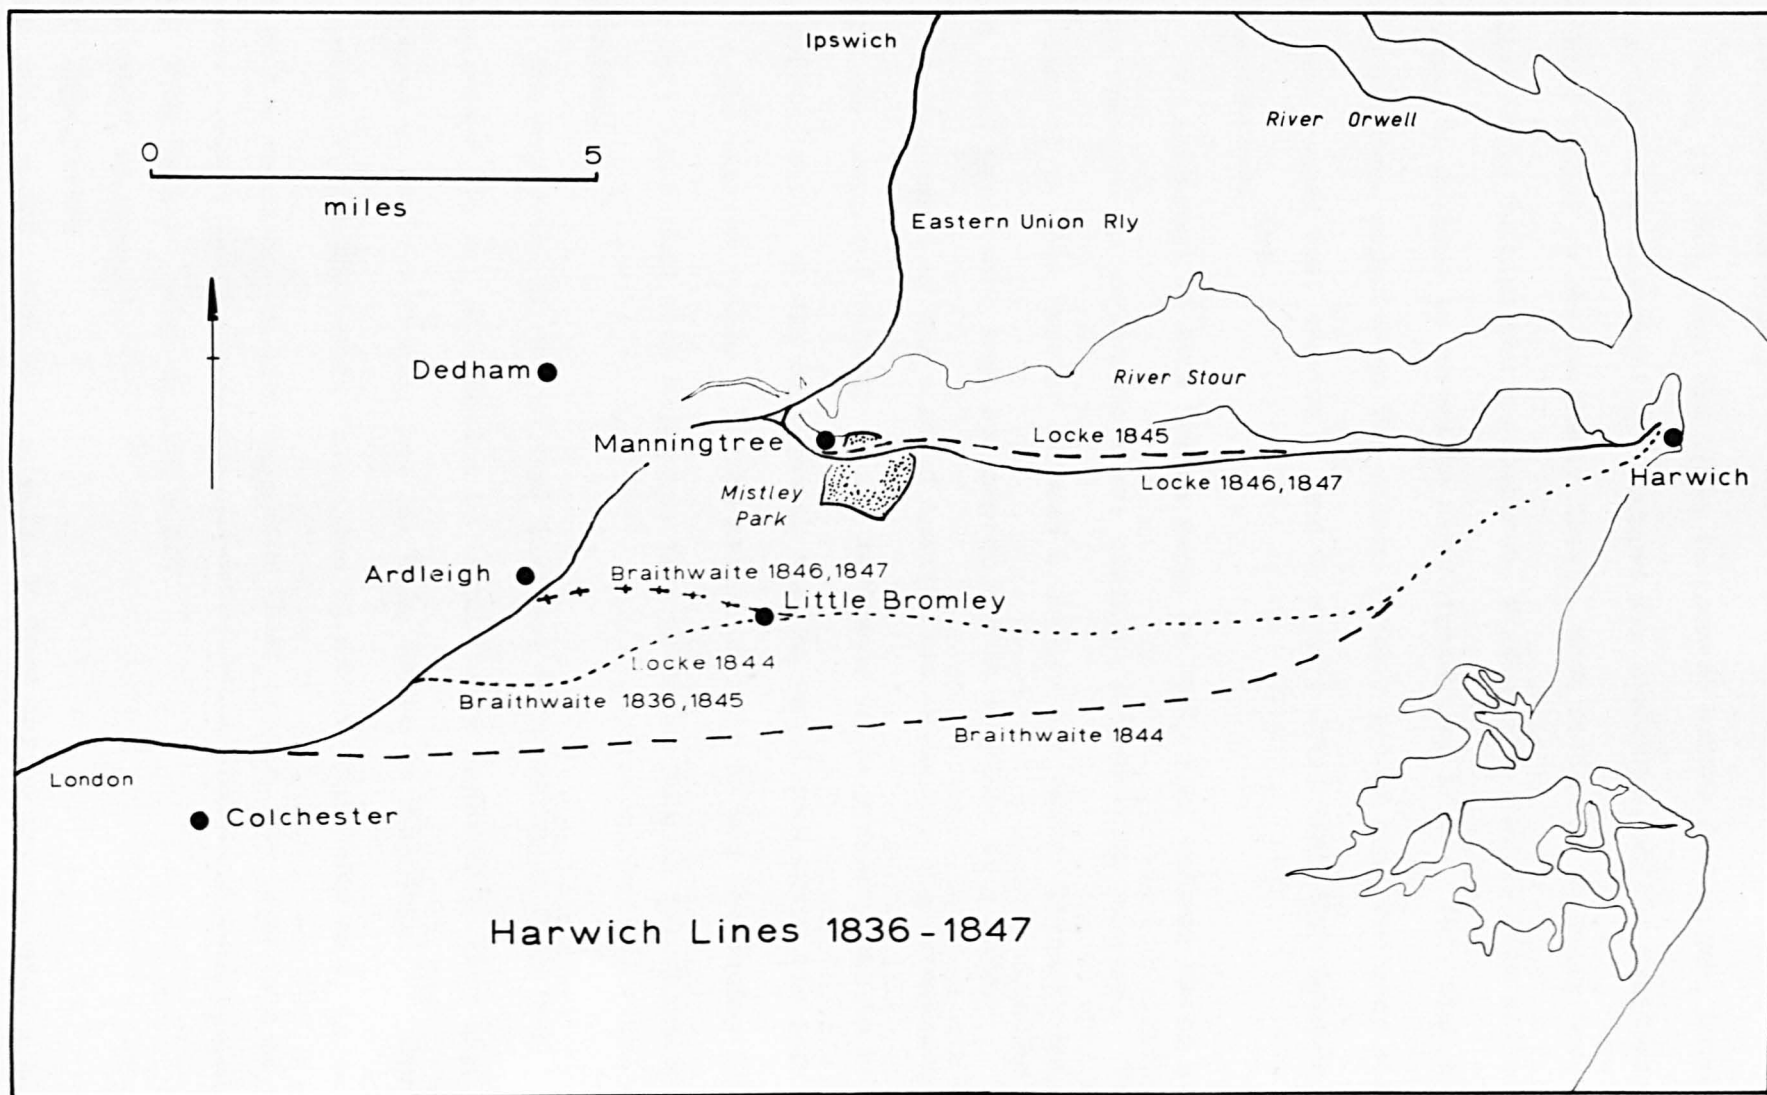 Ipswich
River Orwell
0 5
miles
Eastern Union Rly
Dedham
River Stour
Manningtree
Locke 1845
Locke 1846,1847
Harwich
Mistley
Park
Ardleigh
Braithwaite 1846,1847
Little Bromley
Locke 1844
Braithwaite 1836,1845
Braithwaite 1844
London
Colchester
Harwich Lines 1836-1847